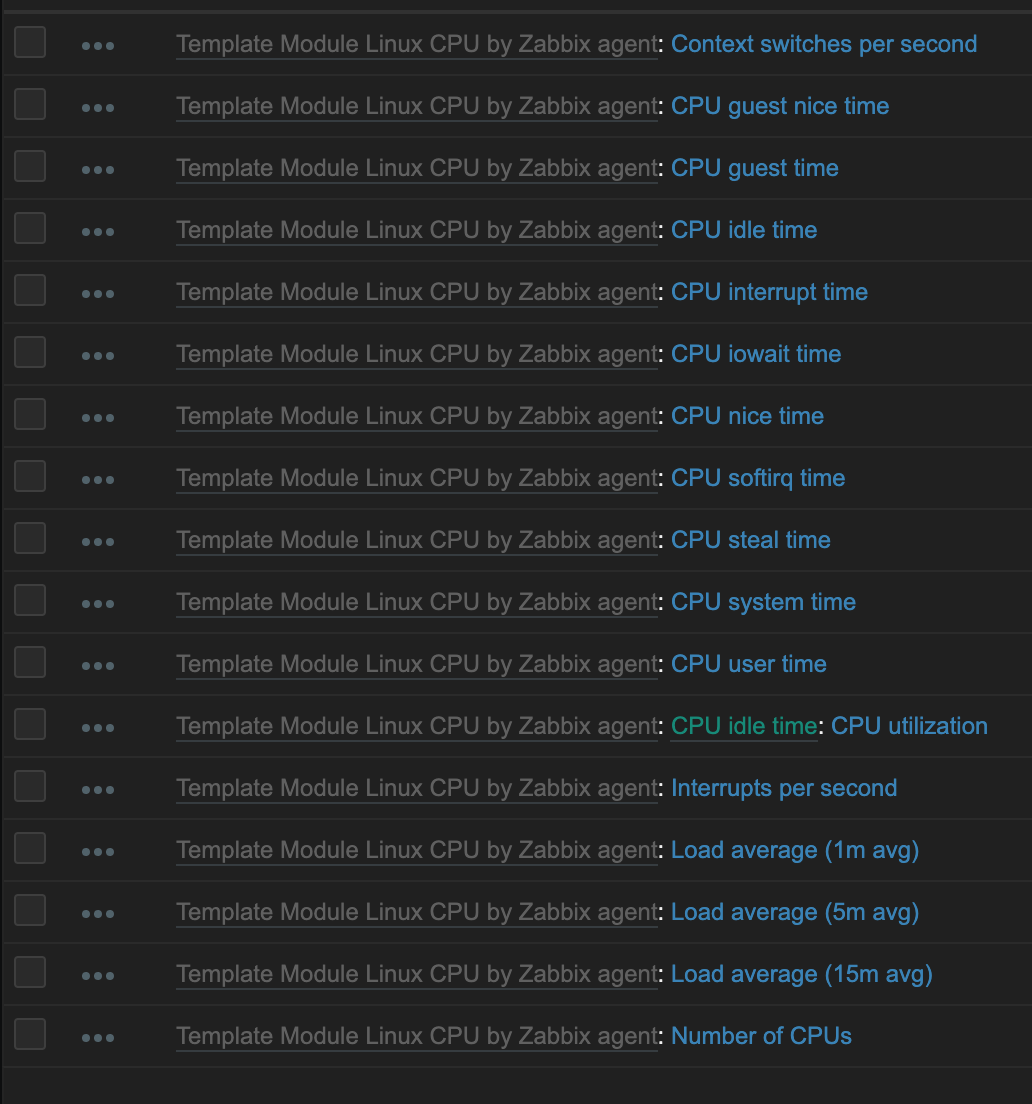 Template Module Linux CPU by Zabbix agent: Context switches per second
Template Module Linux CPU by Zabbix agent: CPU guest nice time
Template Module Linux CPU by Zabbix agent: CPU guest time
Template Module Linux CPU by Zabbix agent: CPU idle time
Template Module Linux CPU by Zabbix agent: CPU interrupt time
Template Module Linux CPU by Zabbix agent: CPU iowait time
Template Module Linux CPU by Zabbix agent: CPU nice time
Template Module Linux CPU by Zabbix agent: CPU softirq time
Template Module Linux CPU by Zabbix agent: CPU steal time
Template Module Linux CPU by Zabbix agent: CPU system time
Template Module Linux CPU by Zabbix agent: CPU user time
Template Module Linux CPU by Zabbix agent: CPU idle time: CPU utilization
Template Module Linux CPU by Zabbix agent: Interrupts per second
Template Module Linux CPU by Zabbix agent: Load average (1m avg)
Template Module Linux CPU by Zabbix agent: Load average (5m avg)
Template Module Linux CPU by Zabbix agent: Load average (15m avg)
Template Module Linux CPU by Zabbix agent: Number of CPUs